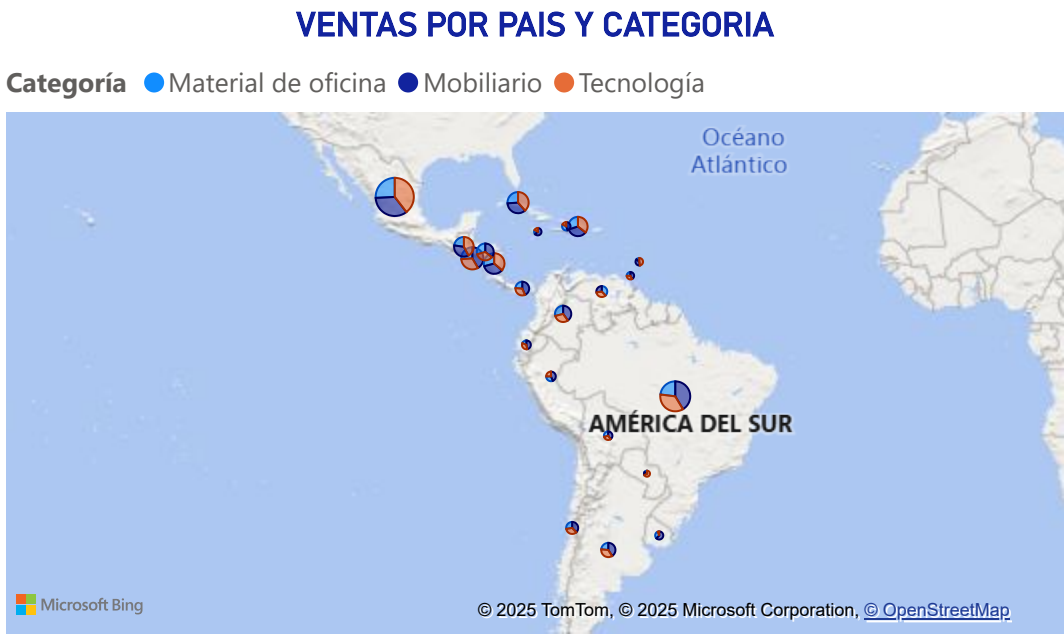 VENTAS POR PAIS Y CATEGORIA
Categoría Material de oficina Mobiliario Tecnología
Océano
Atlántico
AMÉRICA DEL SUR
Microsoft Bing
© 2025 TomTom, © 2025 Microsoft Corporation, © OpenStreetMap